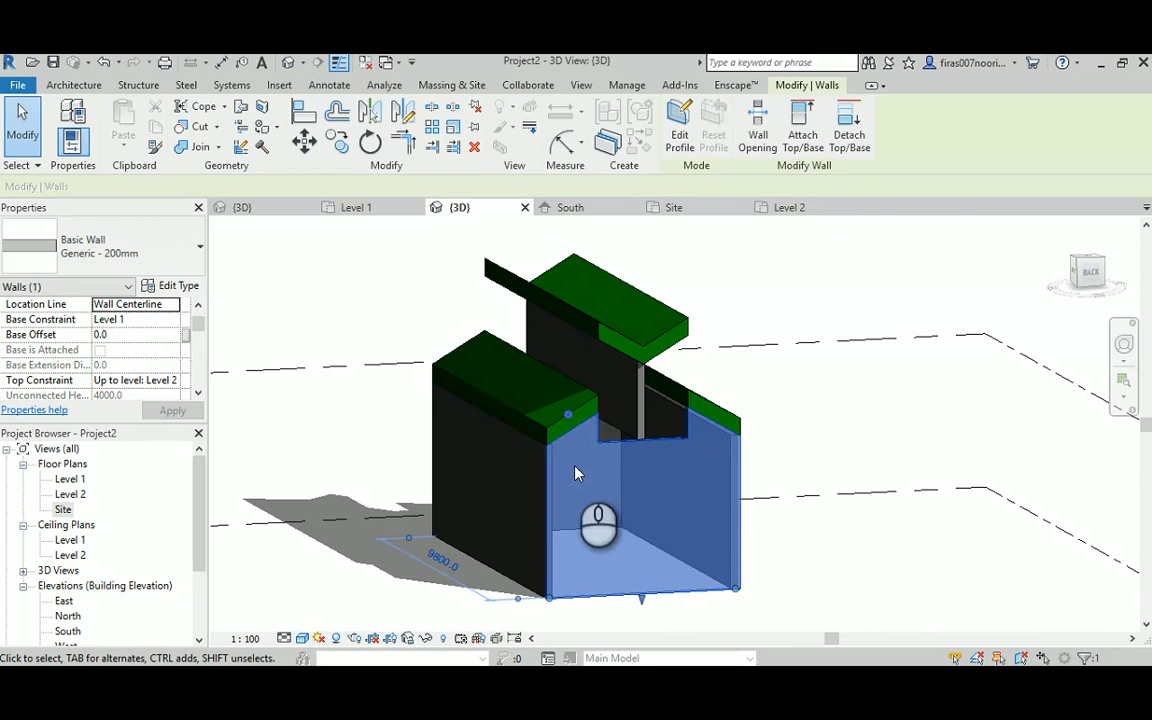 Project2 - 3D View: {3D}
Type a keyword or phrase
firas007noori...
File
Architecture
Structure
Steel
Insert
Annotate
Analyze
Massing & Site
Collaborate
View
Manage
Add-Ins
Enscape™
Modify | Walls
Modify
Properties
Paste
Cope
Cut
Join
Edit Profile
Reset Profile
Wall Opening
Attach Top/Base
Detach Top/Base
Select
Properties
Clipboard
Geometry
Modify
View
Measure
Create
Mode
Modify Wall
Modify | Walls
Properties
{3D}
Level 1
{3D}
South
Site
Level 2
Basic Wall
Generic - 200mm
Walls (1)
Edit Type
Location Line Wall Centerline
Base Constraint Level 1
Base Offset 0.0
Base is Attached
Base Extension Di... 0.0
Top Constraint Up to level: Level 2
Unconnected He... 4000.0
Properties help
Apply
Project Browser - Project2
Views (all)
Floor Plans
Level 1
Level 2
Site
Ceiling Plans
Level 1
Level 2
3D Views
Elevations (Building Elevation)
East
North
South
BACK
9800.0
1 : 100
Click to select, TAB for alternates, CTRL adds, SHIFT unselects.
:0
Main Model
:1